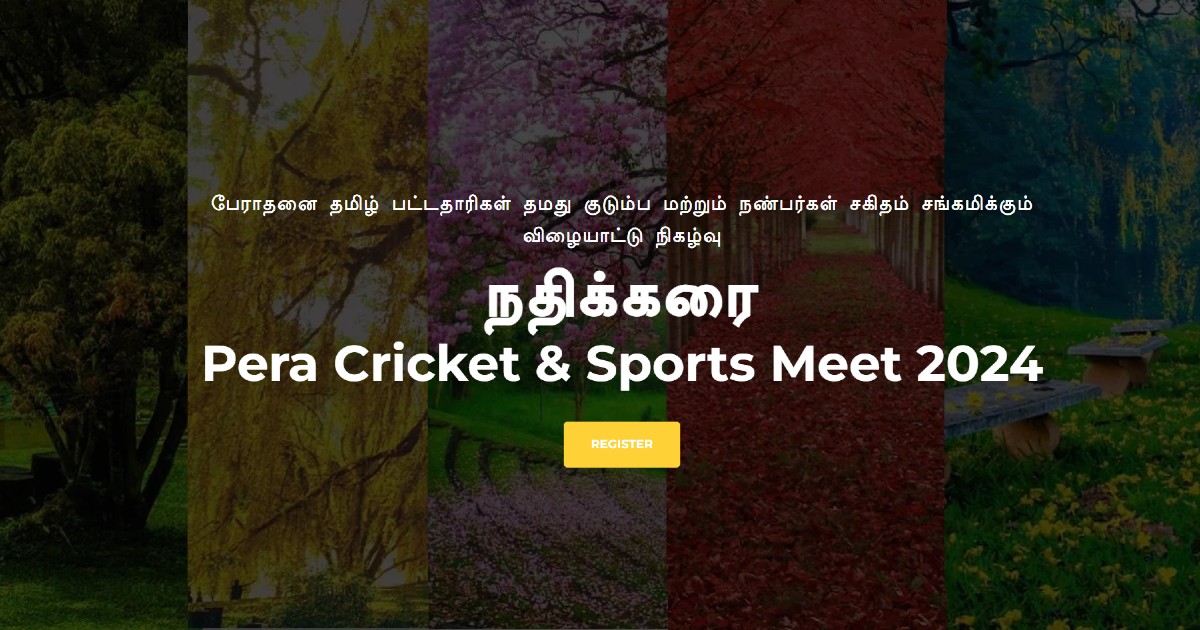 பேராதனை தமிழ் பட்டதாரிகள் தமது குடும்ப மற்றும் நண்பர்கள் சகிதம் சங்கமிக்கும்
விழையாட்டு நிகழ்வு
நதிக்கரை
Pera Cricket & Sports Meet 2024
REGISTER